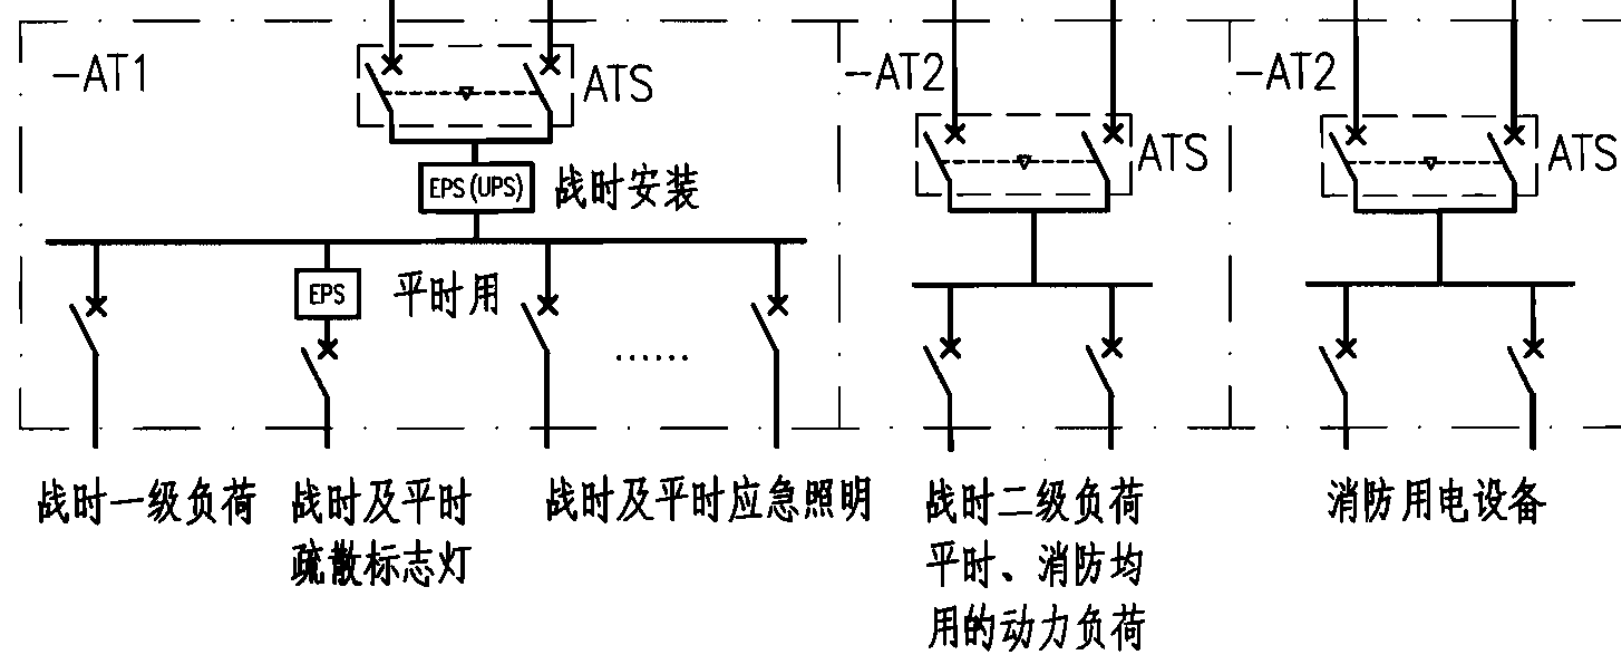 -AT1
ATS
-AT2
-AT2
ATS
ATS
EPS(UPS)
战时安装
EPS
平时用
......
战时一级负荷
战时及平时
疏散标志灯
战时及平时应急照明
战时二级负荷
平时、消防均
用的动力负荷
消防用电设备